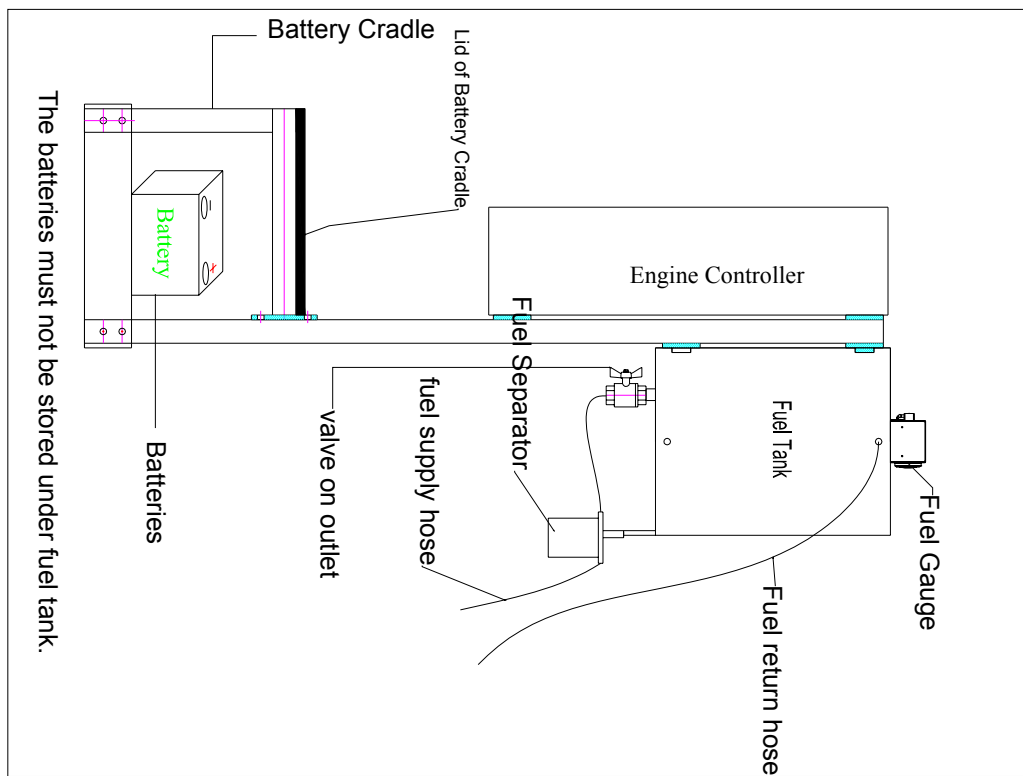 Battery Cradle
Lid of Battery Cradle
The batteries must not be stored under fuel tank.
Battery
Batteries
Engine Controller
Fuel Separator
valve on outlet
fuel supply hose
Fuel Tank
Fuel Gauge
Fuel return hose